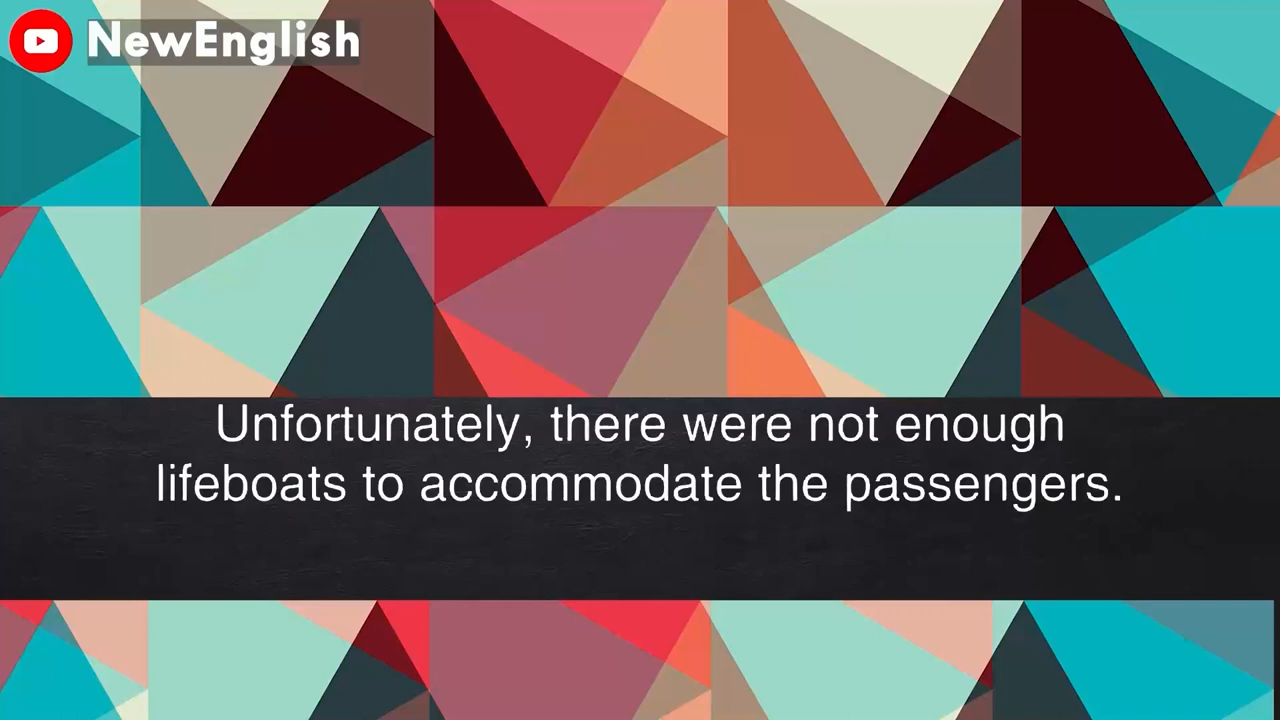 NewEnglish
Unfortunately, there were not enough
lifeboats to accommodate the passengers.